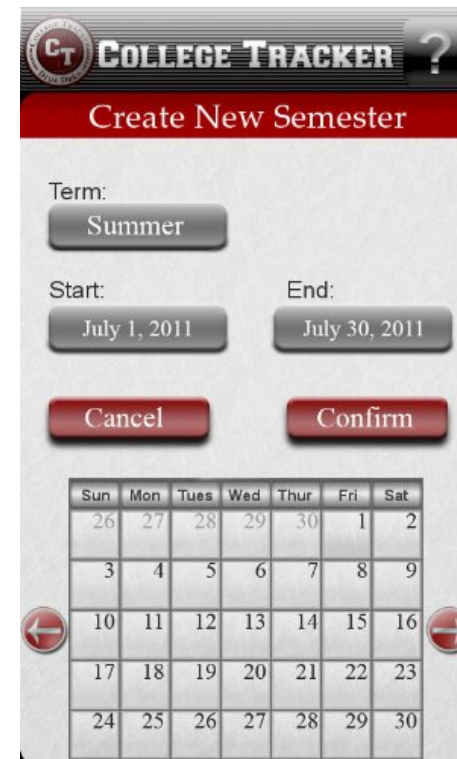 CT COLLEGE TRACKER ?
Create New Semester
Term:
Summer
Start: End:
July 1, 2011 July 30, 2011
Cancel Confirm
Sun Mon Tues Wed Thur Fri Sat
26 27 28 29 30 1 2
3 4 5 6 7 8 9
10 11 12 13 14 15 16
17 18 19 20 21 22 23
24 25 26 27 28 29 30